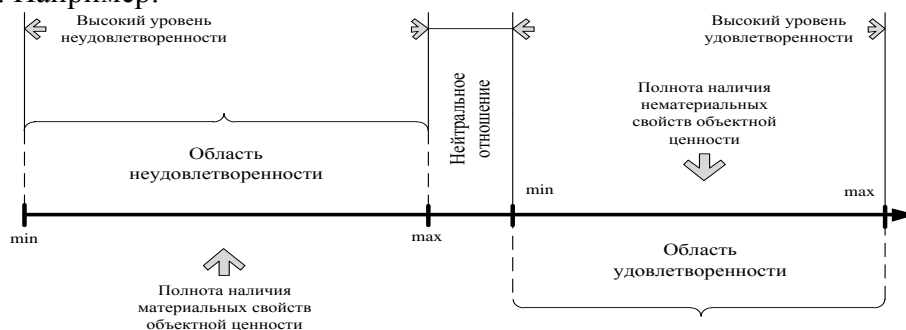 . Например:
Высокий уровень
неудовлетворенности
Высокий уровень
удовлетворенности
Нейтральное
отношение
Полнота наличия
нематериальных
свойств объектной
ценности
Область
неудовлетворенности
min
max
min
max
Область
удовлетворенности
Полнота наличия
материальных свойств
объектной ценности